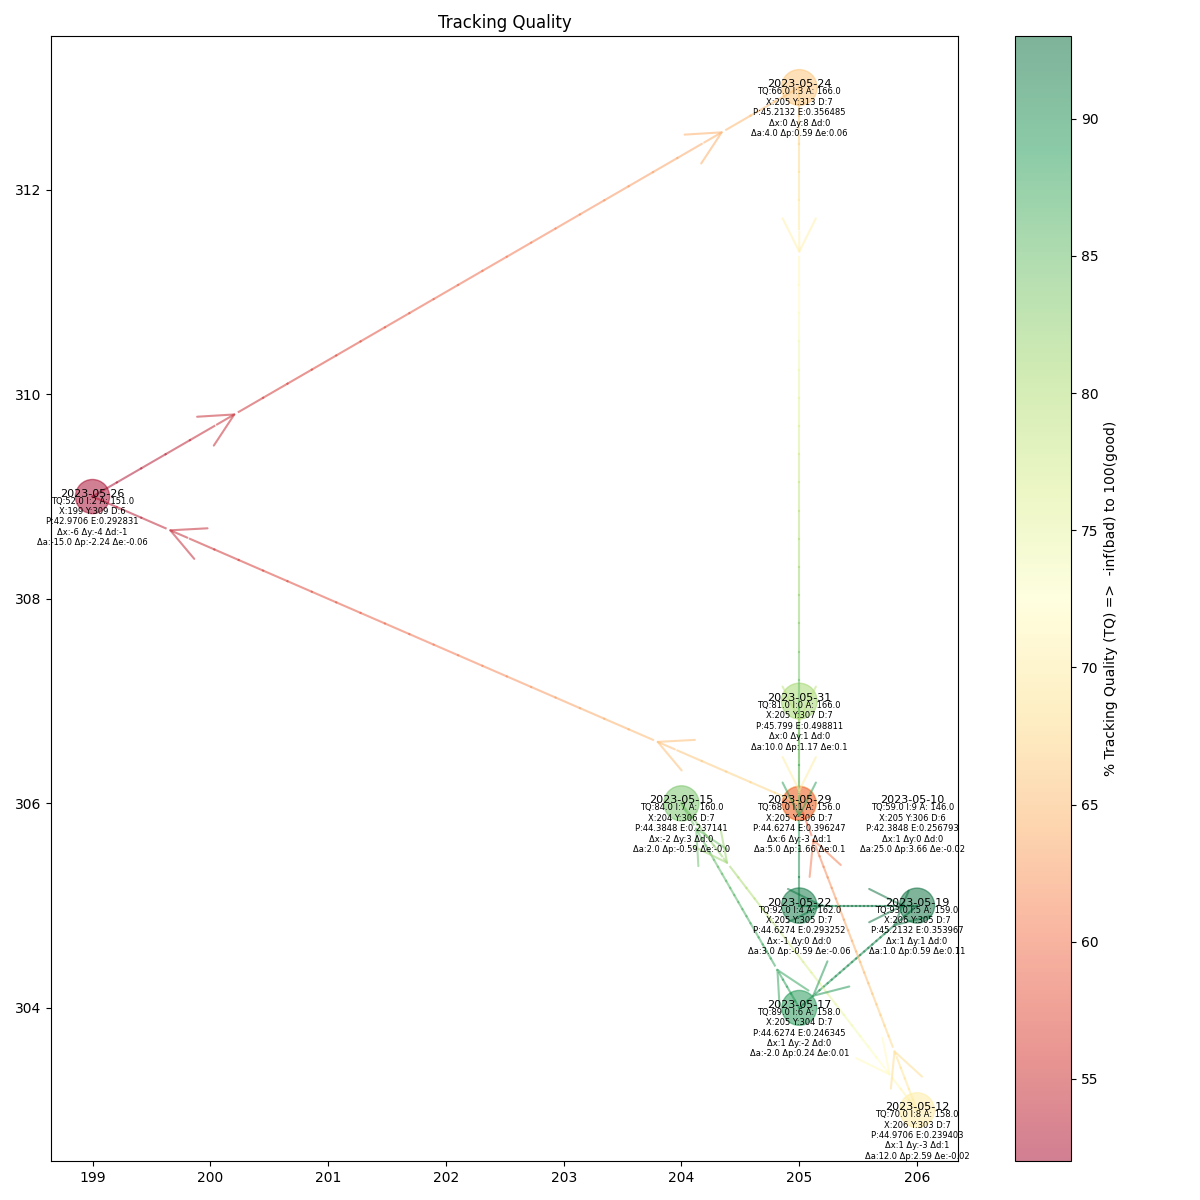 Tracking Quality
2023-05-24
TQ:66.0 I:3 A: 166.0
X:205 Y:313 D:7
P:45.2132 E:0.356485
Δx:0 Δy:8 Δd:0
Δa:4.0 Δp:0.59 Δe:0.06
2023-05-26
TQ:52.0 I:2 A: 151.0
X:199 Y:309 D:6
P:42.9706 E:0.292831
Δx:-6 Δy:-4 Δd:-1
Δa:-15.0 Δp:-2.24 Δe:-0.06
2023-05-31
TQ:81.0 I:0 A: 166.0
X:205 Y:307 D:7
P:45.799 E:0.498811
Δx:0 Δy:1 Δd:0
Δa:10.0 Δp:1.17 Δe:0.1
2023-05-15
TQ:84.0 I:7 A: 160.0
X:204 Y:306 D:7
P:44.3848 E:0.237141
Δx:-2 Δy:3 Δd:0
Δa:2.0 Δp:-0.59 Δe:-0.0
2023-05-29
TQ:68.0 I:1 A: 156.0
X:205 Y:306 D:7
P:44.6274 E:0.396247
Δx:6 Δy:-3 Δd:1
Δa:5.0 Δp:1.66 Δe:0.1
2023-05-10
TQ:59.0 I:9 A: 146.0
X:205 Y:306 D:6
P:42.3848 E:0.256793
Δx:1 Δy:0 Δd:0
Δa:25.0 Δp:3.66 Δe:-0.02
2023-05-22
TQ:92.0 I:4 A: 162.0
X:205 Y:305 D:7
P:44.6274 E:0.293252
Δx:-1 Δy:0 Δd:0
Δa:3.0 Δp:-0.59 Δe:-0.06
2023-05-19
TQ:93.0 I:5 A: 159.0
X:206 Y:305 D:7
P:45.2132 E:0.353967
Δx:1 Δy:1 Δd:0
Δa:1.0 Δp:0.59 Δe:0.11
2023-05-17
TQ:89.0 I:6 A: 158.0
X:205 Y:304 D:7
P:44.6274 E:0.246345
Δx:1 Δy:-2 Δd:0
Δa:-2.0 Δp:0.24 Δe:0.01
2023-05-12
TQ:70.0 I:8 A: 158.0
X:206 Y:303 D:7
P:44.9706 E:0.239403
Δx:1 Δy:-3 Δd:1
Δa:12.0 Δp:2.59 Δe:-0.02
312
310
308
306
304
199 200 201 202 203 204 205 206
90
85
80
75
70
65
60
55
% Tracking Quality (TQ) => -inf(bad) to 100(good)